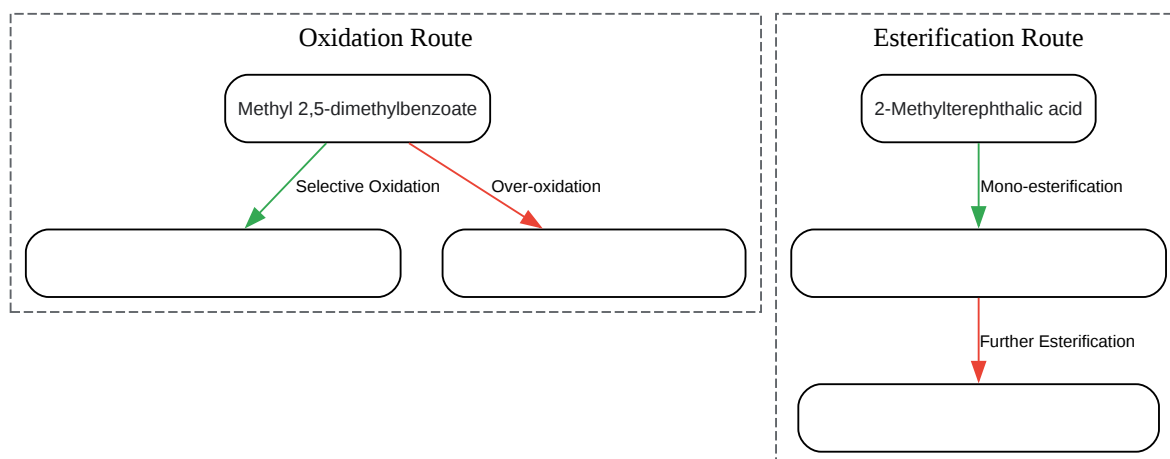 Oxidation Route
Methyl 2,5-dimethylbenzoate
Selective Oxidation
Over-oxidation
Esterification Route
2-Methylterephthalic acid
Mono-esterification
Further Esterification